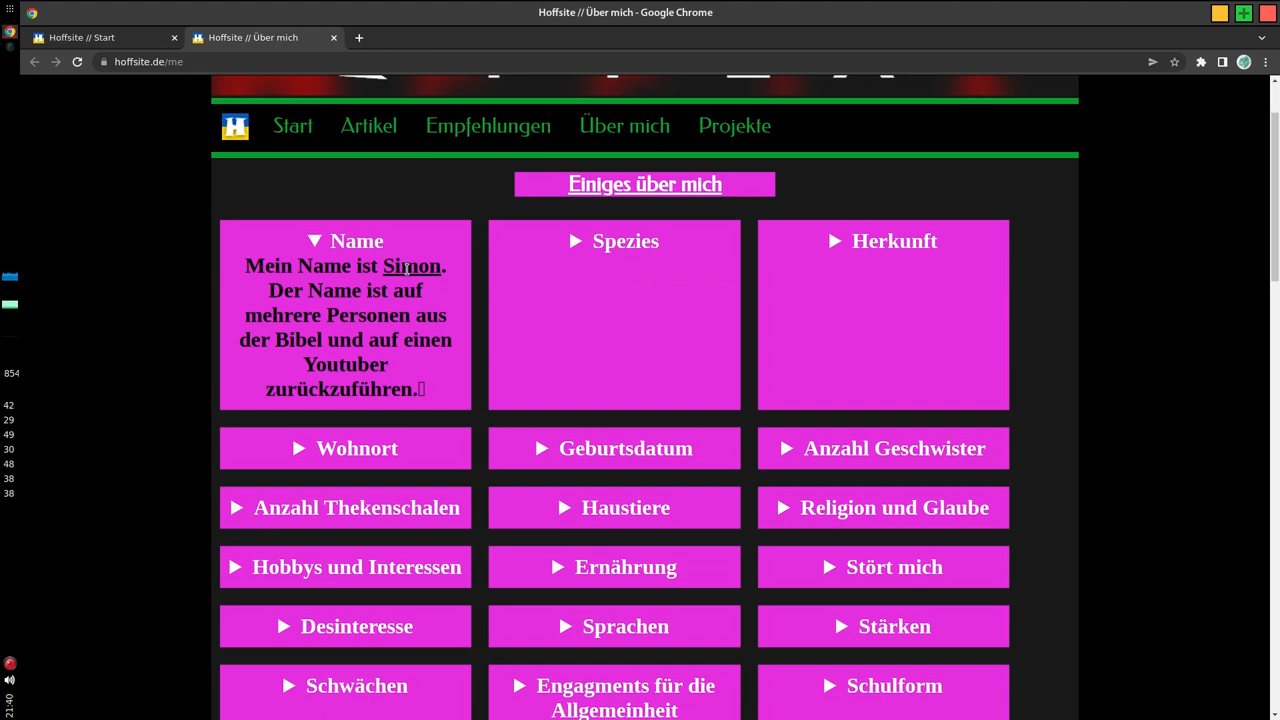 Hoffsite // Über mich - Google Chrome
Hoffsite // Start
Hoffsite // Über mich
hoffsite.de/me
H Start Artikel Empfehlungen Über mich Projekte
Einiges über mich
Name
Mein Name ist Simon.
Der Name ist auf
mehrere Personen aus
der Bibel und auf einen
Youtuber
zurückzuführen.
Spezies
Herkunft
Wohnort
Geburtsdatum
Anzahl Geschwister
Anzahl Thekenschalen
Haustiere
Religion und Glaube
Hobbys und Interessen
Ernährung
Stört mich
Desinteresse
Sprachen
Stärken
Schwächen
Engagments für die
Allgemeinheit
Schulform
854
42
29
49
30
48
38
38
21:40